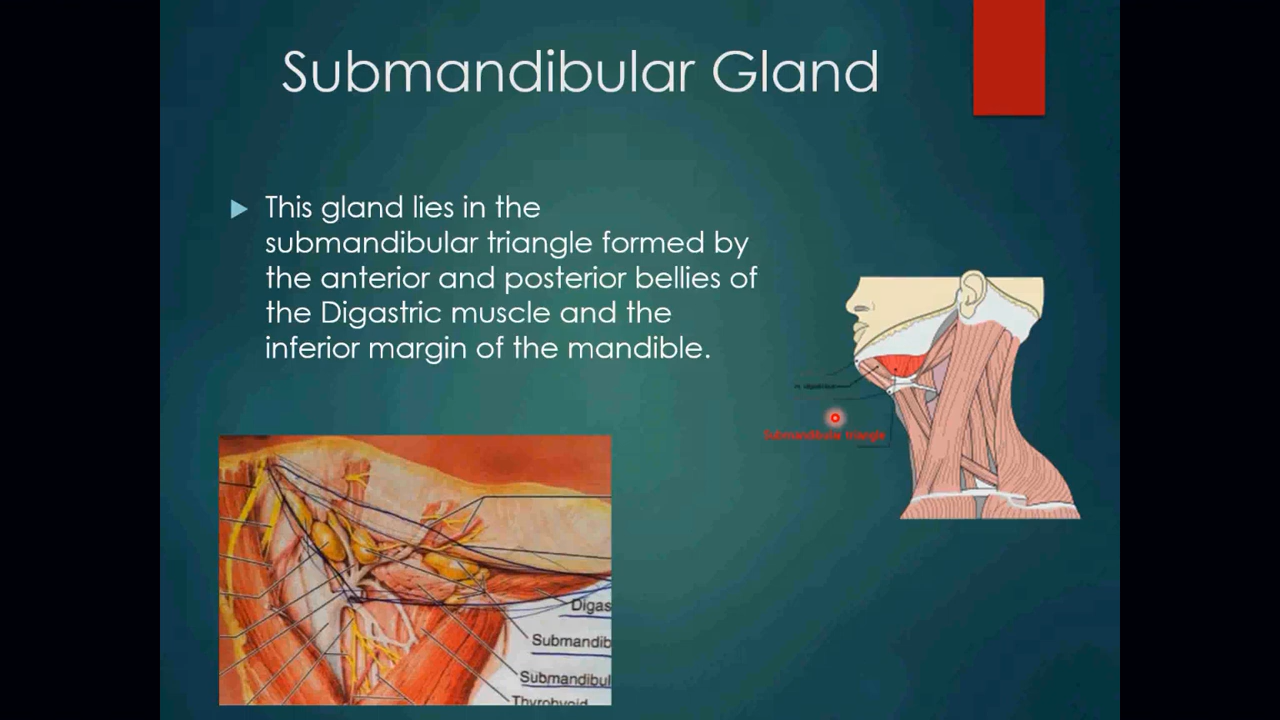 Submandibular Gland
This gland lies in the
submandibular triangle formed by
the anterior and posterior bellies of
the Digastric muscle and the
inferior margin of the mandible.
Submandibular triangle
Digas
Submandib
Submandibul
Thyrohyoid